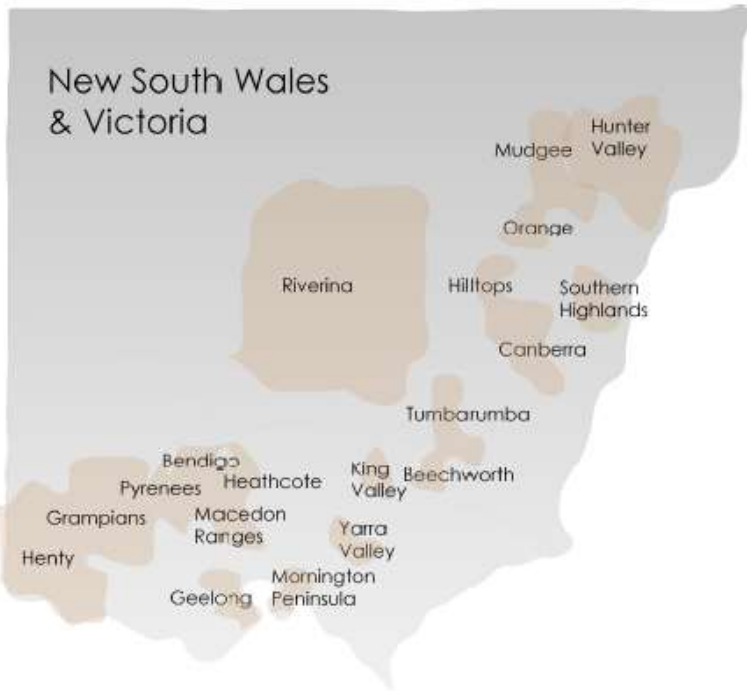 New South Wales
& Victoria
Hunter
Mudgee Valley
Orange
Riverina
Hilltops
Southern
Highlands
Canberra
Tumbarumba
Bendigo
Pyrenees
Heathcote
King
Valley
Beechworth
Grampians
Macedon
Ranges
Yarra
Valley
Henty
Geelong
Mornington
Peninsula